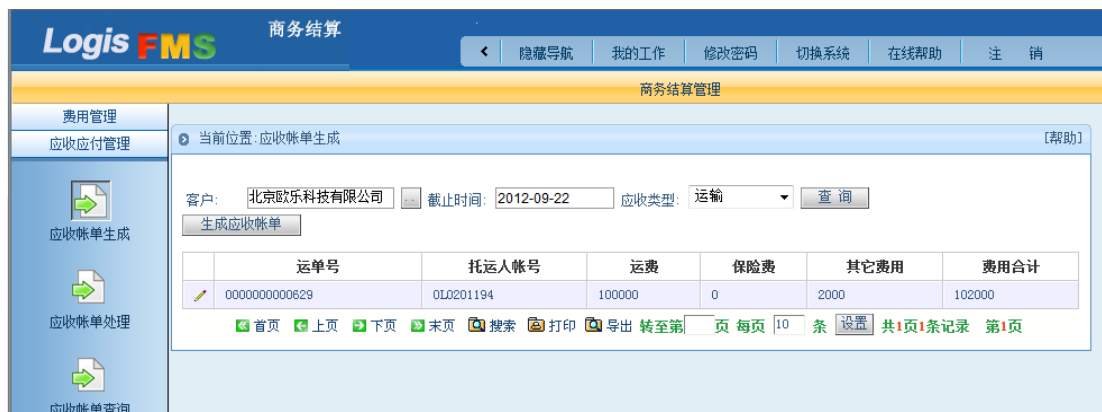 Logis FMS
商务结算
隐藏导航 我的工作 修改密码 切换系统 在线帮助 注 销
商务结算管理
费用管理
应收应付管理
当前位置:应收帐单生成 [帮助]
客户: 北京欧乐科技有限公司 .. 截止时间: 2012-09-22 应收类型: 运输 查 询
生成应收帐单
应收帐单生成
运单号 托运人帐号 运费 保险费 其它费用 费用合计
0000000000629 OL0201194 100000 0 2000 102000
首页 上页 下页 末页 搜索 打印 导出 转至第 页 每页 10 条 设置 共1页1条记录 第1页
应收帐单处理
应收帐单查询